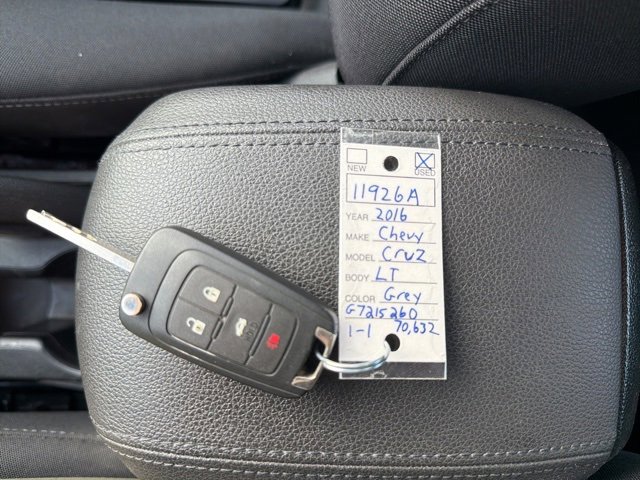 NEW USED
11926A
YEAR 2016
MAKE Chevy
MODEL Cruz
BODY LT
COLOR Grey
G7215260
1-1 70,632